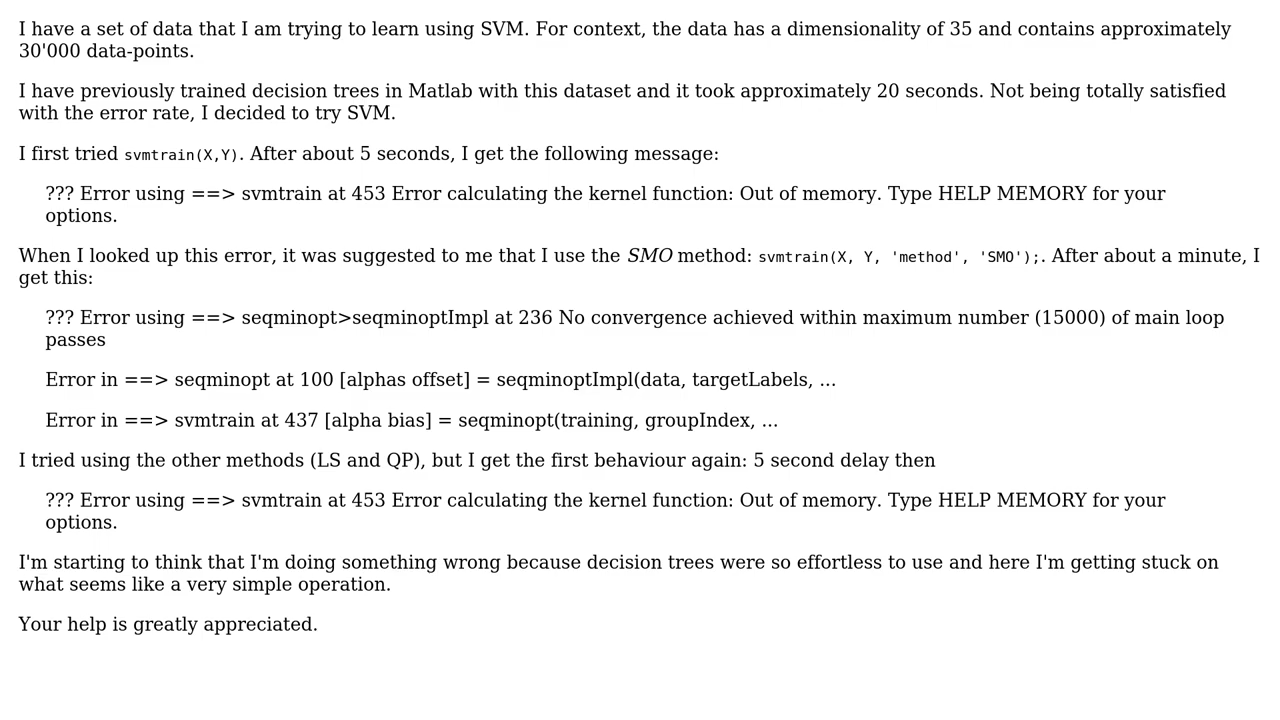 I have a set of data that I am trying to learn using SVM. For context, the data has a dimensionality of 35 and contains approximately
30'000 data-points.
I have previously trained decision trees in Matlab with this dataset and it took approximately 20 seconds. Not being totally satisfied
with the error rate, I decided to try SVM.
I first tried svmtrain(X,Y). After about 5 seconds, I get the following message:
??? Error using ==> svmtrain at 453 Error calculating the kernel function: Out of memory. Type HELP MEMORY for your
options.
When I looked up this error, it was suggested to me that I use the SMO method: svmtrain(X, Y, 'method', 'SMO');. After about a minute, I
get this:
??? Error using ==> seqminopt>seqminoptImpl at 236 No convergence achieved within maximum number (15000) of main loop
passes
Error in ==> seqminopt at 100 [alphas offset] = seqminoptImpl(data, targetLabels, ...
Error in ==> svmtrain at 437 [alpha bias] = seqminopt(training, groupIndex, ...
I tried using the other methods (LS and QP), but I get the first behaviour again: 5 second delay then
??? Error using ==> svmtrain at 453 Error calculating the kernel function: Out of memory. Type HELP MEMORY for your
options.
I'm starting to think that I'm doing something wrong because decision trees were so effortless to use and here I'm getting stuck on
what seems like a very simple operation.
Your help is greatly appreciated.